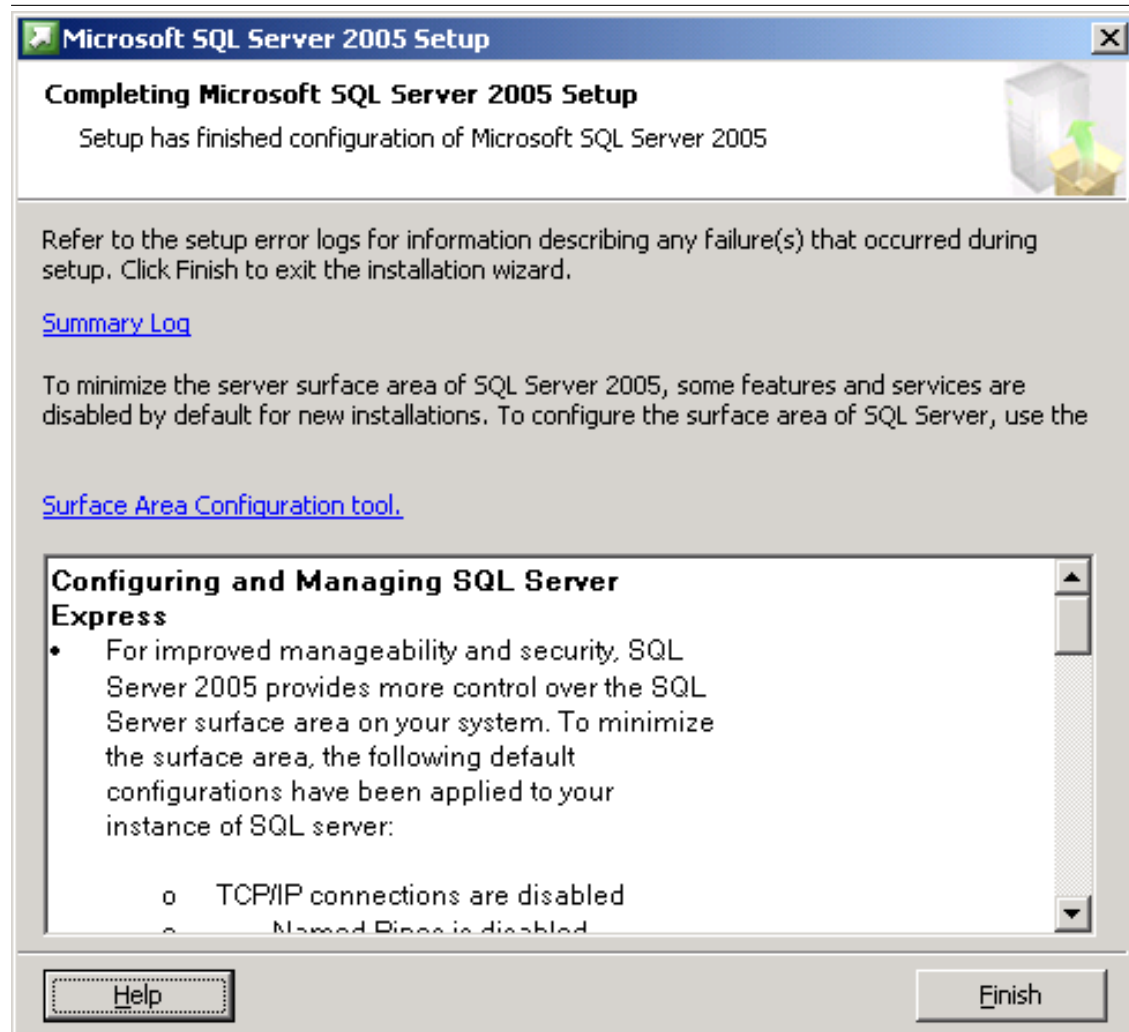 Microsoft SQL Server 2005 Setup
Completing Microsoft SQL Server 2005 Setup
Setup has finished configuration of Microsoft SQL Server 2005
Refer to the setup error logs for information describing any failure(s) that occurred during
setup. Click Finish to exit the installation wizard.
Summary Log
To minimize the server surface area of SQL Server 2005, some features and services are
disabled by default for new installations. To configure the surface area of SQL Server, use the
Surface Area Configuration tool.
Configuring and Managing SQL Server
Express
• For improved manageability and security, SQL
Server 2005 provides more control over the SQL
Server surface area on your system. To minimize
the surface area, the following default
configurations have been applied to your
instance of SQL server:
o TCP/IP connections are disabled
o Named Pipes is disabled
Help
Finish